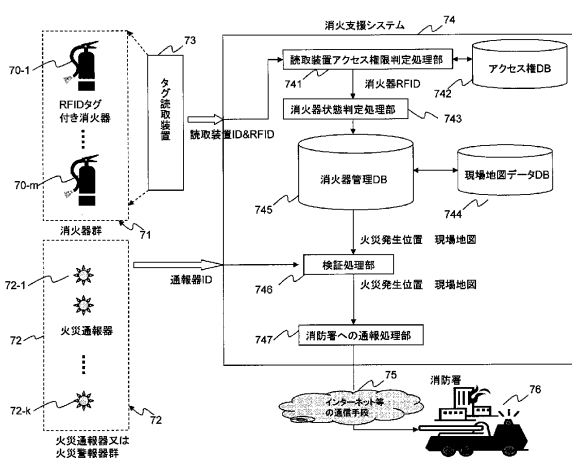 消火支援システム
74
73
70-1
RFIDタグ
付き消火器
70-m
消火器群
71
タグ読取装置
読取装置ID&RFID
読取装置アクセス権限判定処理部
741
アクセス権DB
742
消火器RFID
消火器状態判定処理部
743
消火器管理DB
745
現場地図データDB
744
火災発生位置 現場地図
72-1
火災通報器
72
72-k
72
火災通報器又は
火災警報器群
通報器ID
検証処理部
746
火災発生位置 現場地図
747
消防署への通報処理部
75
インターネット等
の通信手段
消防署
76